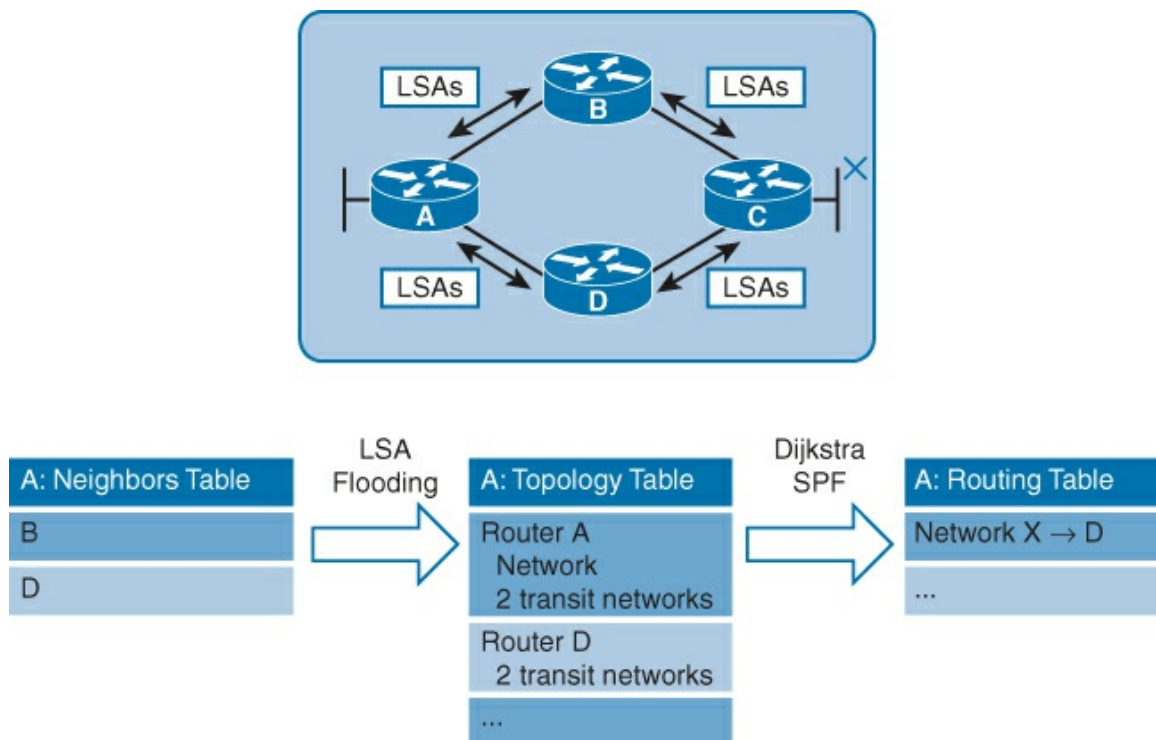 LSAs
LSAs
B
X
A
C
LSAs
LSAs
D
LSA
Flooding
Dijkstra
SPF
A: Neighbors Table
B
D
A: Topology Table
Router A
Network
2 transit networks
Router D
2 transit networks
...
A: Routing Table
Network X → D
...